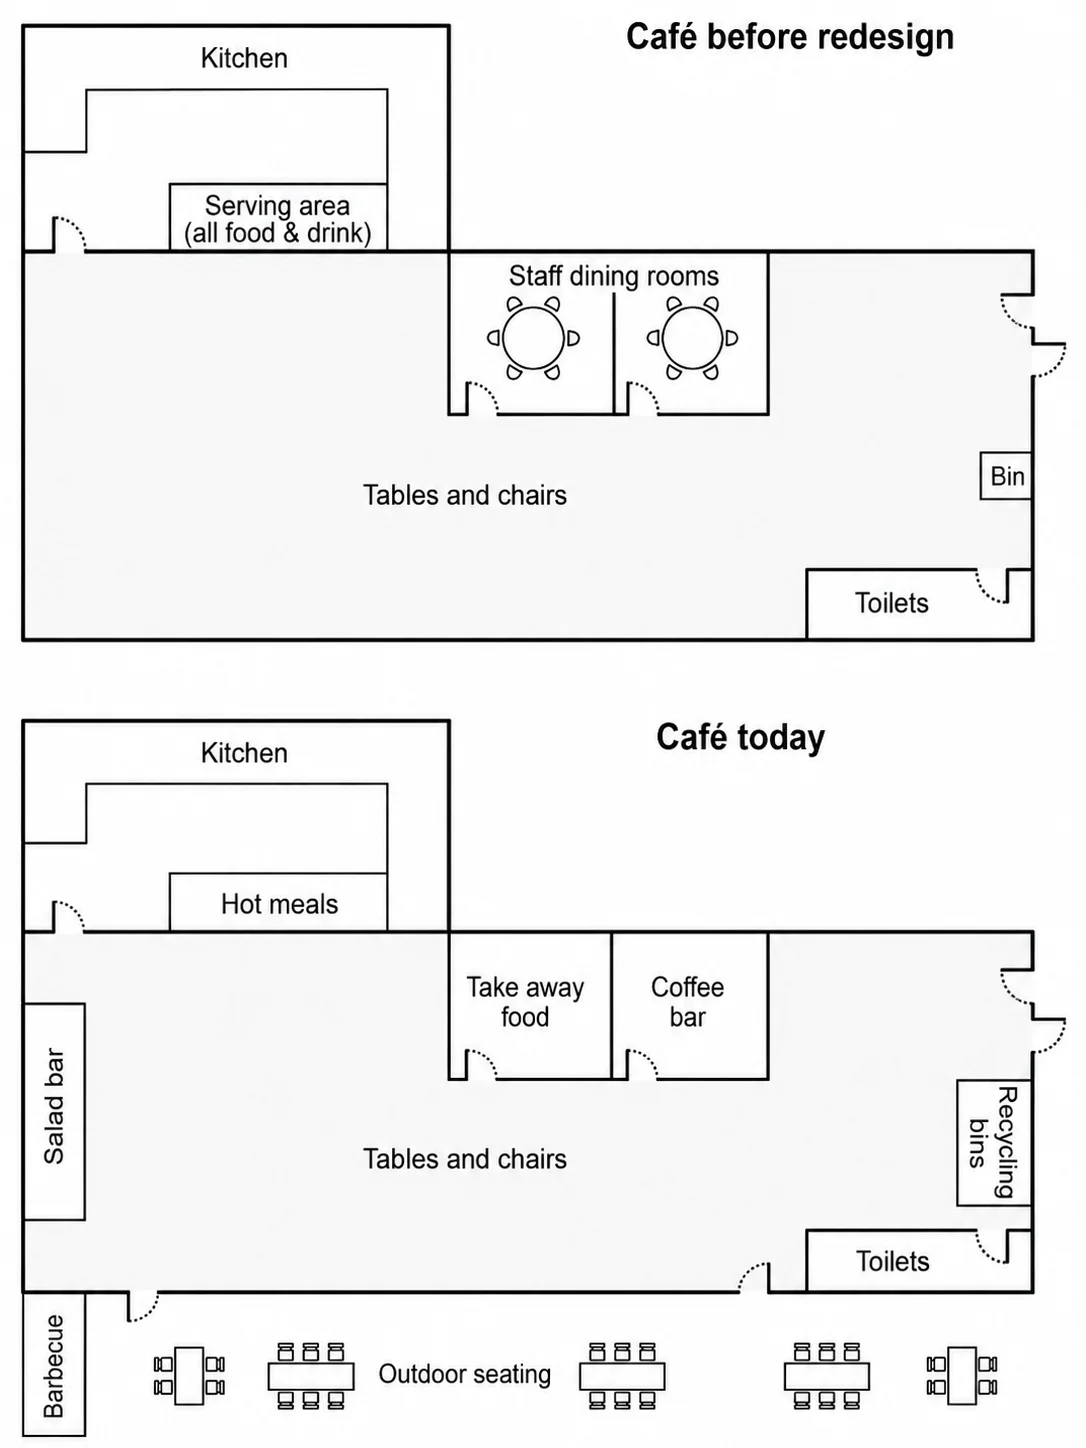 Café before redesign
Kitchen
Serving area
(all food & drink)
Staff dining rooms
Tables and chairs
Bin
Toilets
Café today
Kitchen
Hot meals
Take away
food
Coffee
bar
Salad bar
Tables and chairs
Recycling
bins
Toilets
Barbecue
Outdoor seating